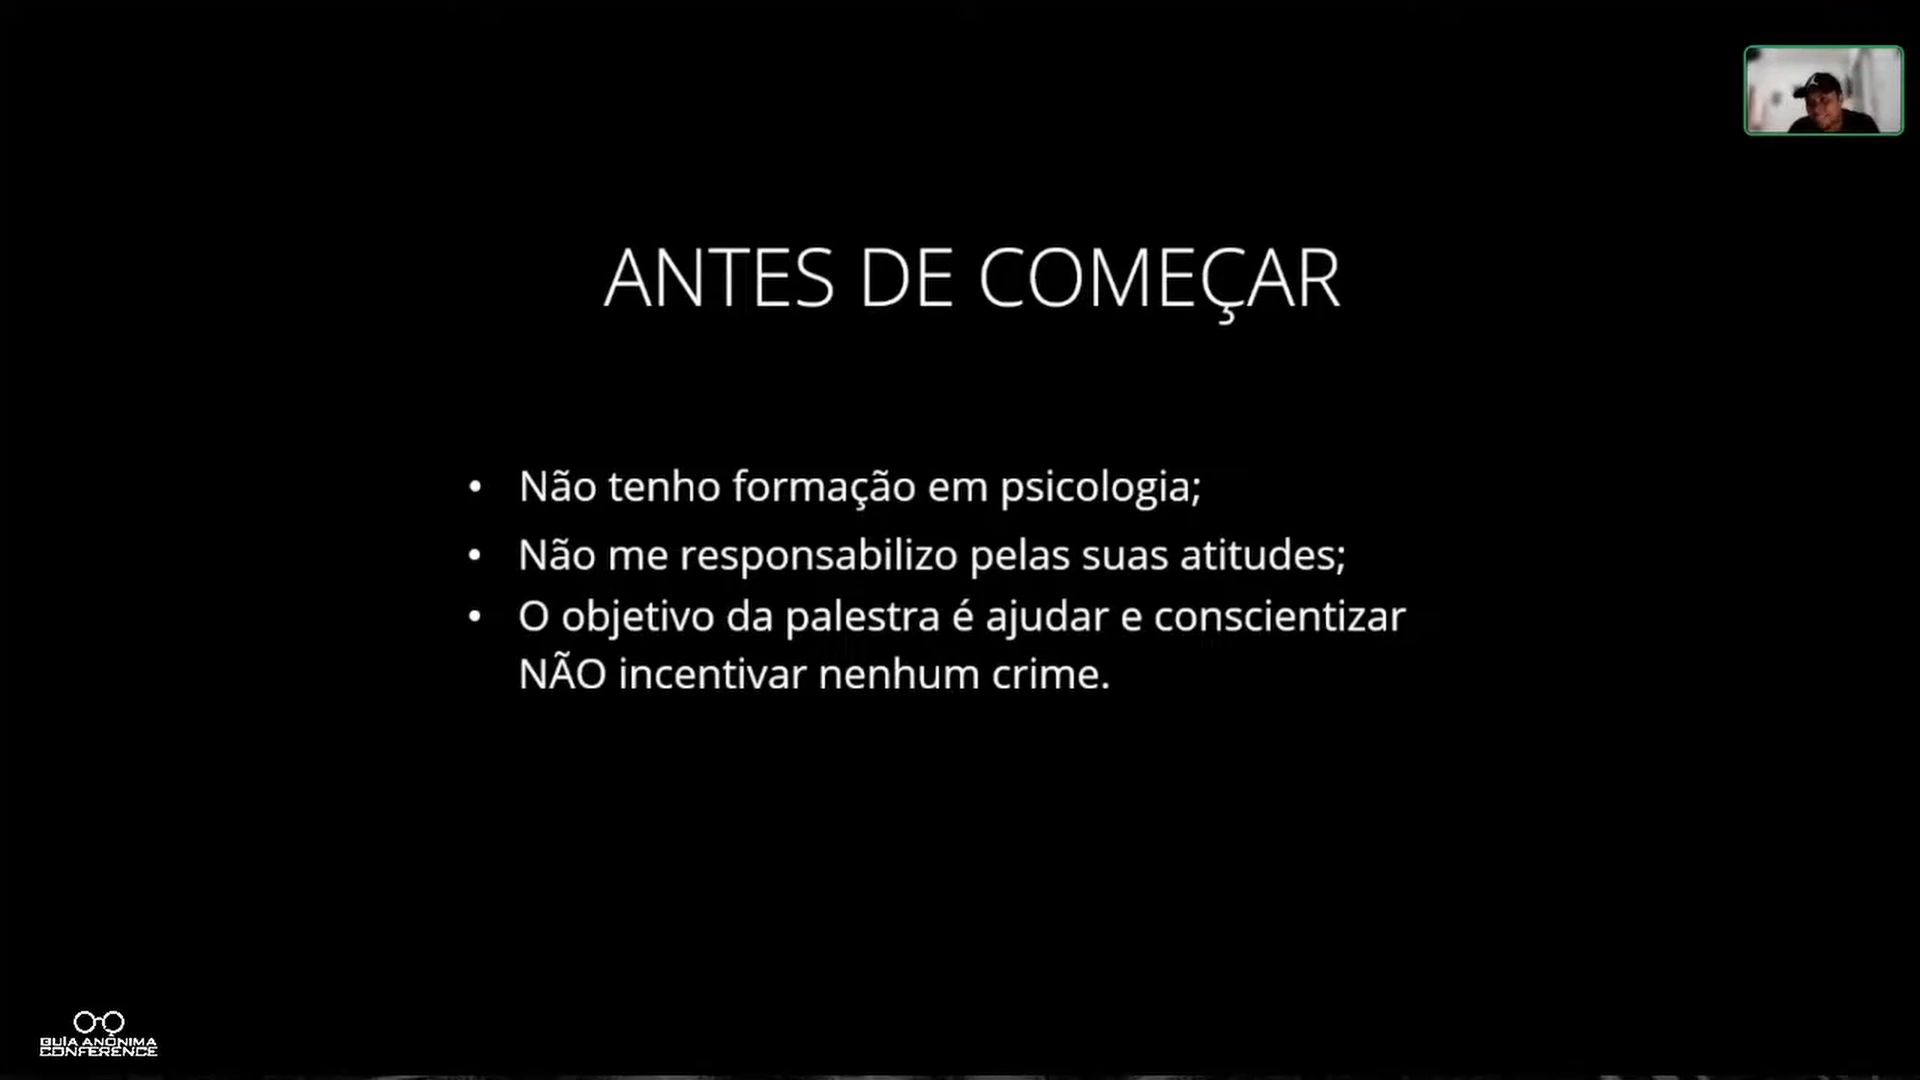 ANTES DE COMEÇAR
• Não tenho formação em psicologia;
• Não me responsabilizo pelas suas atitudes;
• O objetivo da palestra é ajudar e conscientizar
NÃO incentivar nenhum crime.
GUIA ANÔNIMA
CONFERENCE